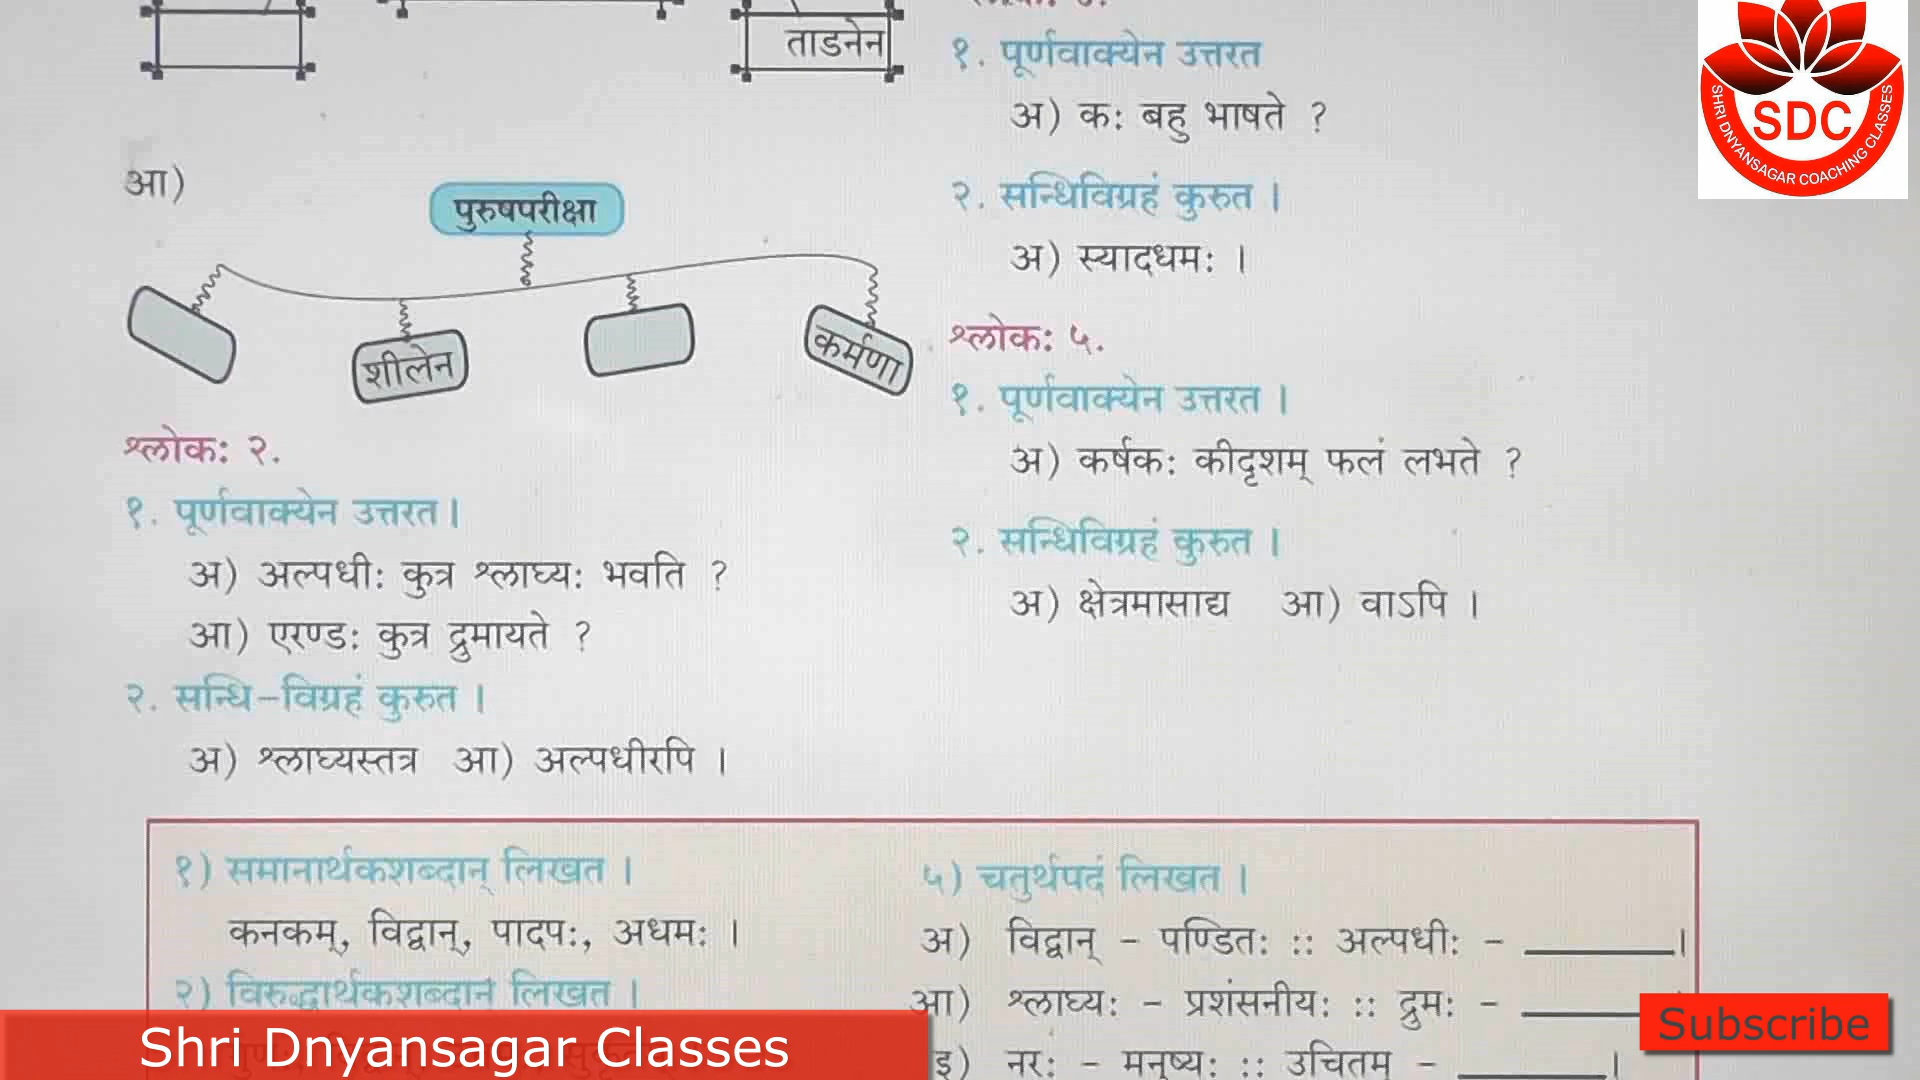 ताडनेन
आ)
पुरुषपरीक्षा
शीलेन
कर्मणा
श्लोकः २.
१. पूर्णवाक्येन उत्तरत।
अ) अल्पधीः कुत्र श्लाघ्यः भवति ?
आ) एरण्डः कुत्र द्रुमायते ?
२. सन्धि-विग्रहं कुरुत ।
अ) श्लाघ्यस्तत्र आ) अल्पधीरपि ।
१. पूर्णवाक्येन उत्तरत
अ) कः बहु भाषते ?
२. सन्धिविग्रहं कुरुत ।
अ) स्यादधमः ।
श्लोकः ५.
१. पूर्णवाक्येन उत्तरत ।
अ) कर्षकः कीदृशम् फलं लभते ?
२. सन्धिविग्रहं कुरुत ।
अ) क्षेत्रमासाद्य आ) वाऽपि ।
१) समानार्थकशब्दान् लिखत ।
कनकम्, विद्वान्, पादपः, अधमः ।
२) विरुद्धार्थकशब्दान् लिखत ।
५) चतुर्थपदं लिखत ।
अ) विद्वान् - पण्डितः :: अल्पधीः - ________।
आ) श्लाघ्यः - प्रशंसनीयः :: द्रुमः - ________
इ) नरः - मनुष्यः :: उचितम् - ________।
SDC
SHRI DNYANSAGAR COACHING CLASSES
Shri Dnyansagar Classes
Subscribe